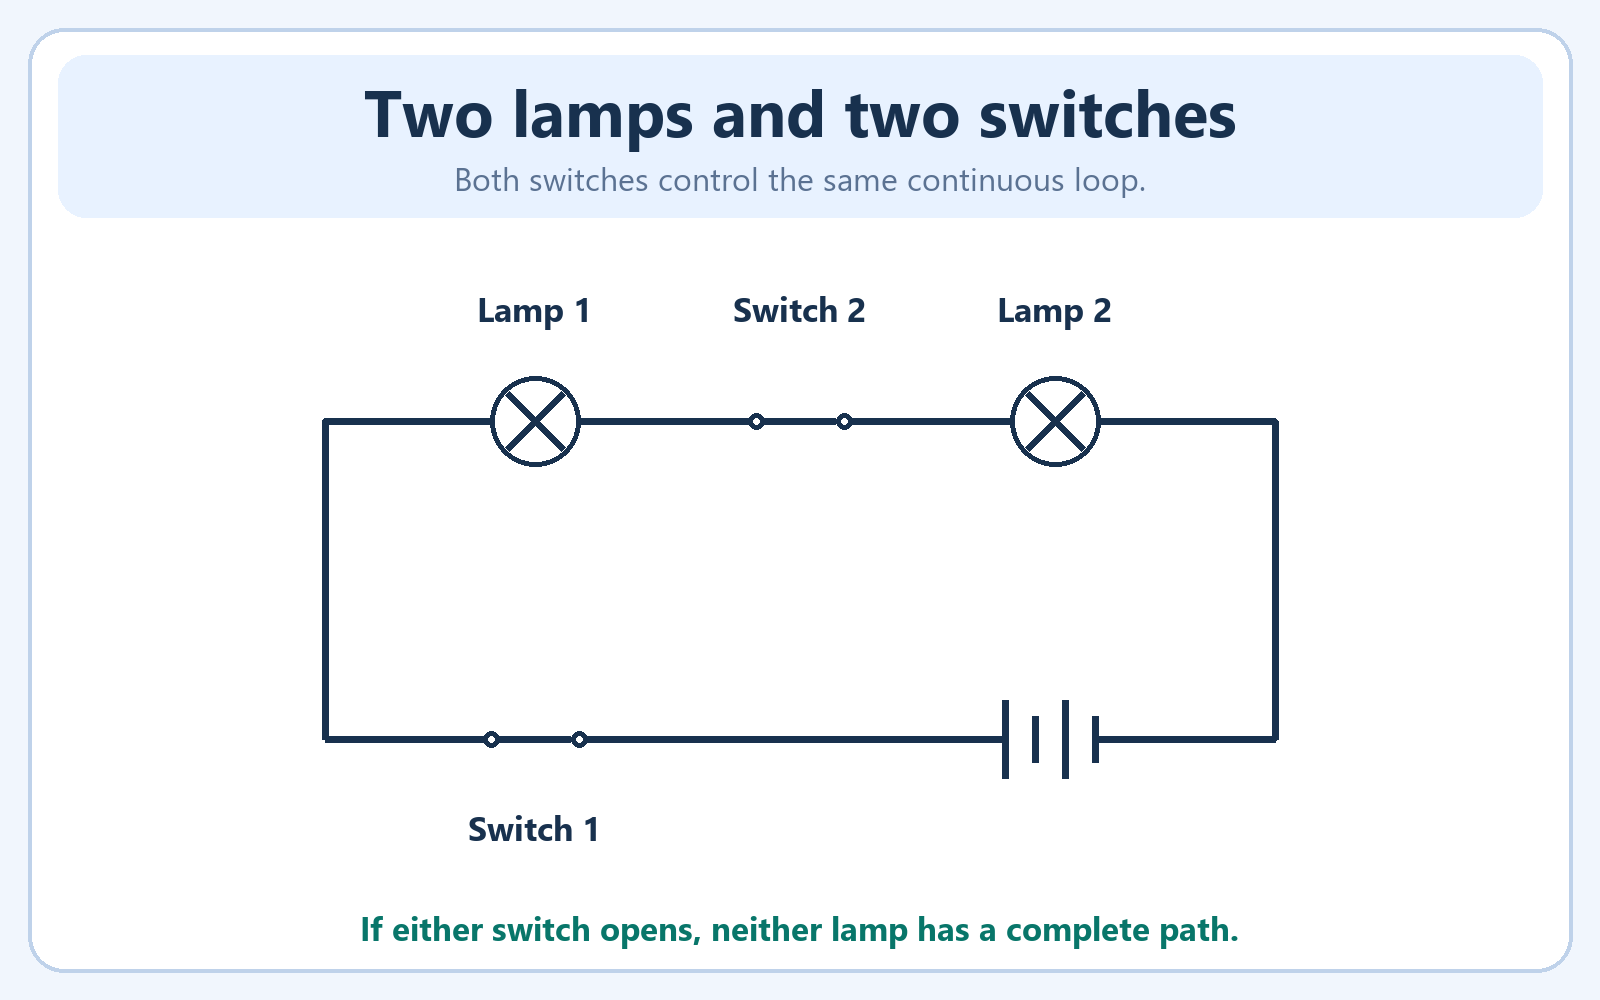 Two lamps and two switches
Both switches control the same continuous loop.
Lamp 1
Switch 2
Lamp 2
Switch 1
If either switch opens, neither lamp has a complete path.